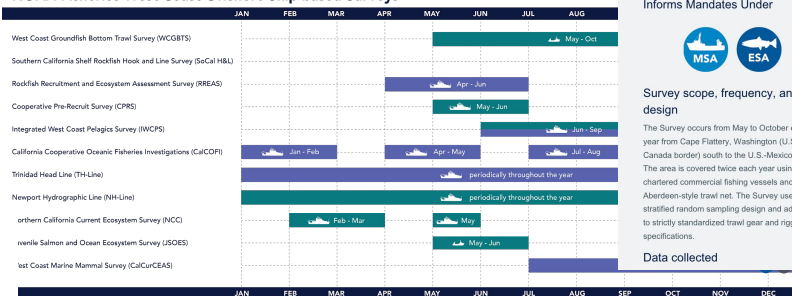 JAN FEB MAR APR MAY JUN JUL AUG
West Coast Groundfish Bottom Trawl Survey (WCGBTS) May - Oct
Southern California Shelf Rockfish Hook and Line Survey (SoCal H&L)
Rockfish Recruitment and Ecosystem Assessment Survey (RREAS) Apr - Jun
Cooperative Pre-Recruit Survey (CPRS) May - Jun
Integrated West Coast Pelagics Survey (IWCPS) Jun - Sep
California Cooperative Oceanic Fisheries Investigations (CalCOFI) Jan - Feb Apr - May Jul - Aug
Trinidad Head Line (TH-Line) periodically throughout the year
Newport Hydrographic Line (NH-Line) periodically throughout the year
orthern California Current Ecosystem Survey (NCC) Feb - Mar May
ivenile Salmon and Ocean Ecosystem Survey (JSOES) May - Jun
est Coast Marine Mammal Survey (CalCurCEAS)
JAN FEB MAR APR MAY JUN JUL AUG SEP OCT NOV DEC
Informs Mandates Under
MSA ESA
Survey scope, frequency, an
design
The Survey occurs from May to October e
year from Cape Flattery, Washington (U.S
Canada border) south to the U.S.-Mexico
The area is covered twice each year usin
chartered commercial fishing vessels and
Aberdeen-style trawl net. The Survey use
stratified random sampling design and ad
to strictly standardized trawl gear and rigg
specifications.
Data collected